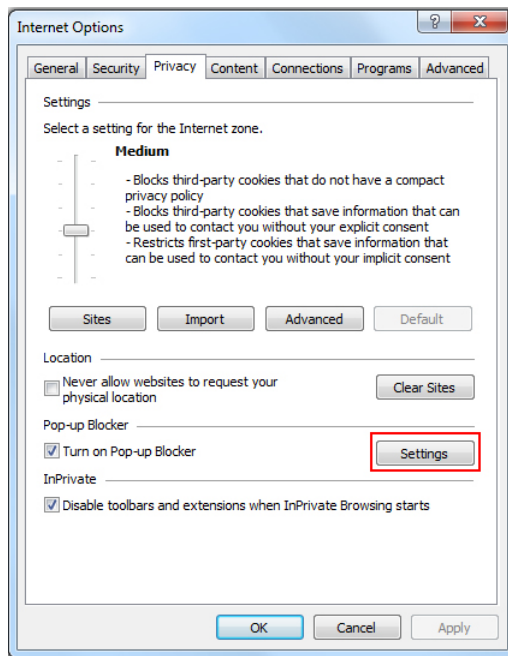 Internet Options
General Security Privacy Content Connections Programs Advanced
Settings
Select a setting for the Internet zone.
Medium
- Blocks third-party cookies that do not have a compact
privacy policy
- Blocks third-party cookies that save information that can
be used to contact you without your explicit consent
- Restricts first-party cookies that save information that
can be used to contact you without your implicit consent
Sites Import Advanced Default
Location
Never allow websites to request your
physical location
Clear Sites
Pop-up Blocker
Turn on Pop-up Blocker Settings
InPrivate
Disable toolbars and extensions when InPrivate Browsing starts
OK Cancel Apply